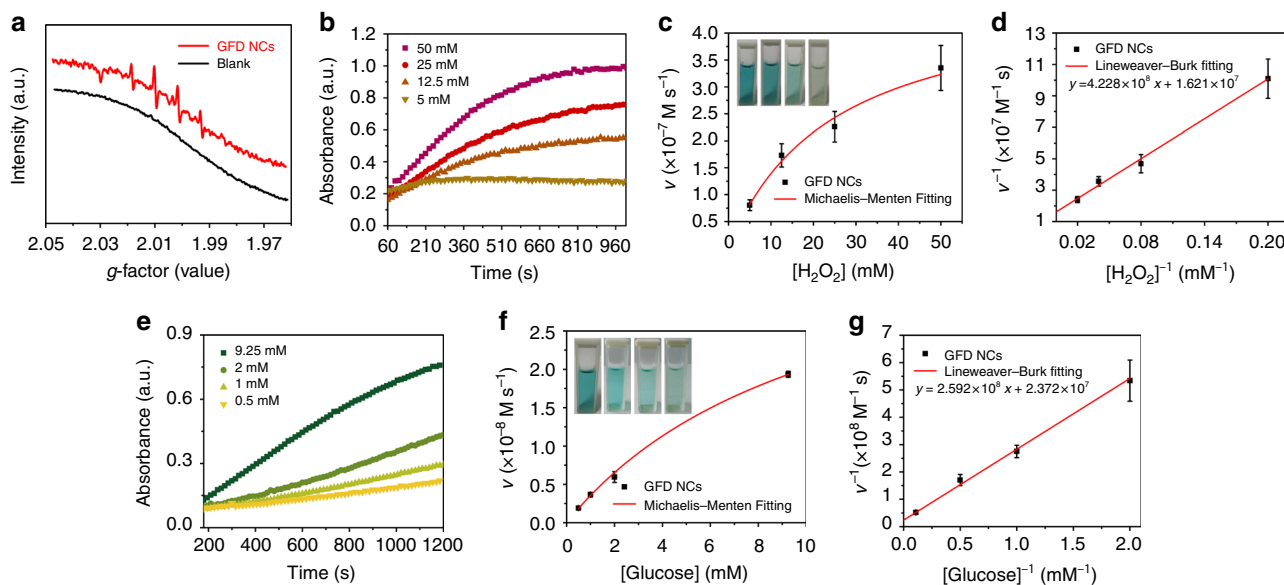 a
GFD NCs
Blank
Intensity (a.u.)
2.05 2.03 2.01 1.99 1.97
g-factor (value)
b
50 mM
25 mM
12.5 mM
5 mM
Absorbance (a.u.)
1.2
1.0
0.8
0.6
0.4
0.2
0.0
60 210 360 510 660 810 960
Time (s)
c
v (×10⁻⁷ M s⁻¹)
4.0
3.5
3.0
2.5
2.0
1.5
1.0
0.5
GFD NCs
Michaelis–Menten Fitting
0 10 20 30 40 50
[H₂O₂] (mM)
d
GFD NCs
Lineweaver–Burk fitting
y=4.228×10⁸ x + 1.621×10⁷
v⁻¹ (×10⁷ M⁻¹ s)
13
11
9
7
5
3
1
0.02 0.08 0.14 0.20
[H₂O₂]⁻¹ (mM⁻¹)
e
9.25 mM
2 mM
1 mM
0.5 mM
Absorbance (a.u.)
0.9
0.6
0.3
0.0
200 400 600 800 1000 1200
Time (s)
f
v (×10⁻⁸ M s⁻¹)
2.5
2.0
1.5
1.0
0.5
0.0
GFD NCs
Michaelis–Menten Fitting
0 2 4 6 8 10
[Glucose] (mM)
g
GFD NCs
Lineweaver–Burk fitting
y = 2.592×10⁸ x + 2.372×10⁷
v⁻¹ (×10⁸ M⁻¹ s)
7
6
5
4
3
2
1
0
0.0 0.5 1.0 1.5 2.0
[Glucose]⁻¹ (mM⁻¹)